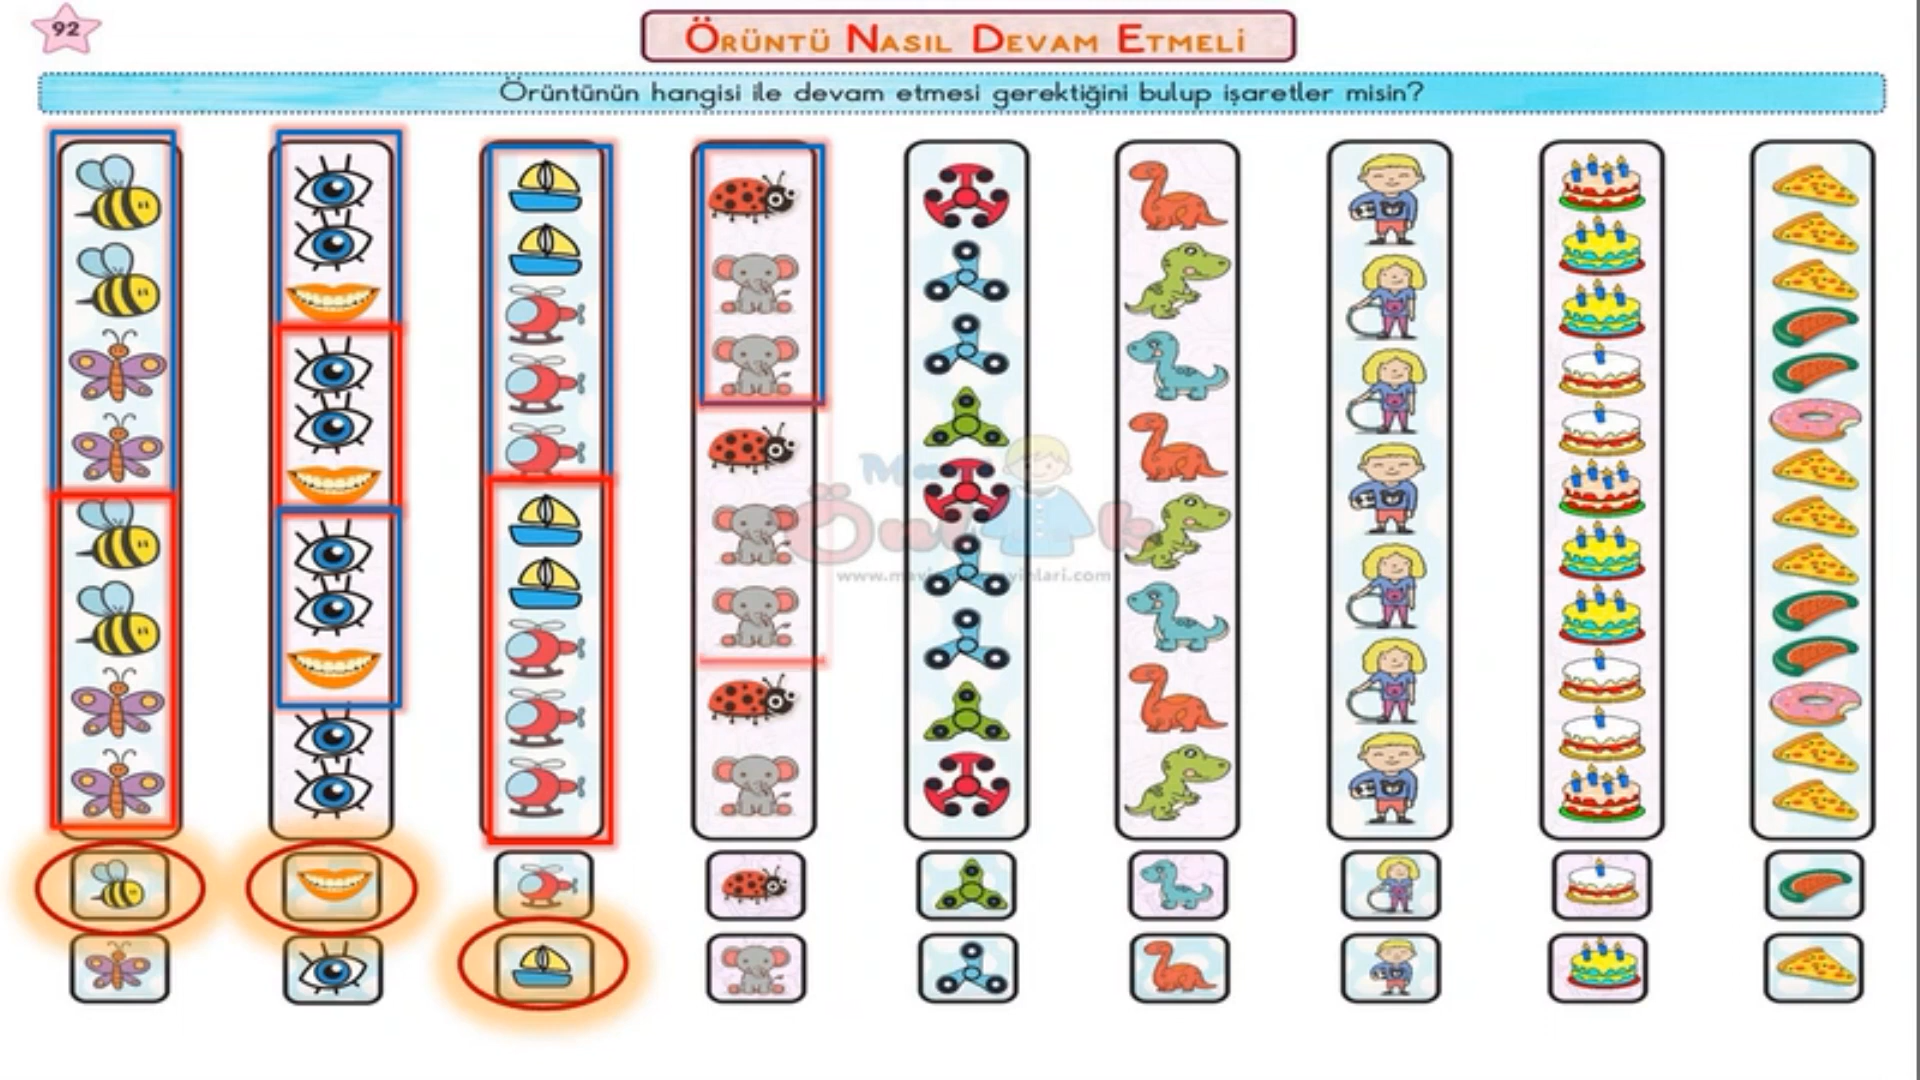 92
Örüntü Nasıl Devam Etmeli
Örüntünün hangisi ile devam etmesi gerektiğini bulup işaretler misin?